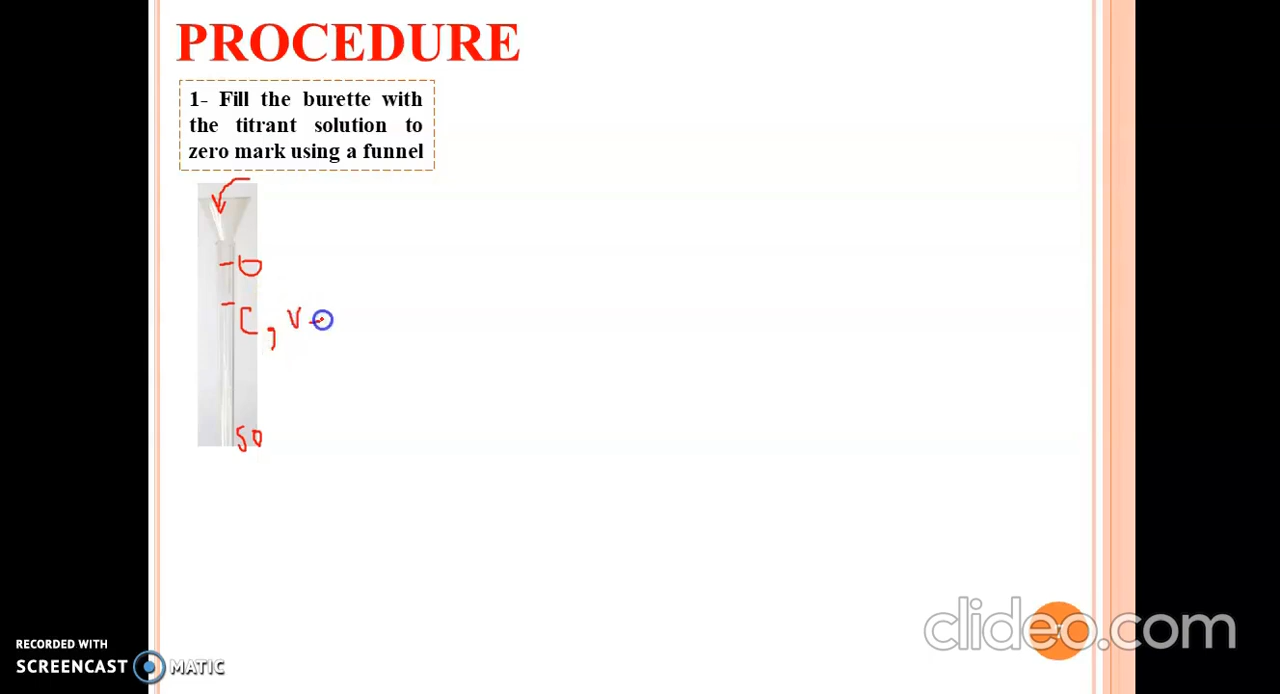 PROCEDURE
1- Fill the burette with
the titrant solution to
zero mark using a funnel
0
C, V
50
RECORDED WITH
SCREENCAST MATIC
clideo.com